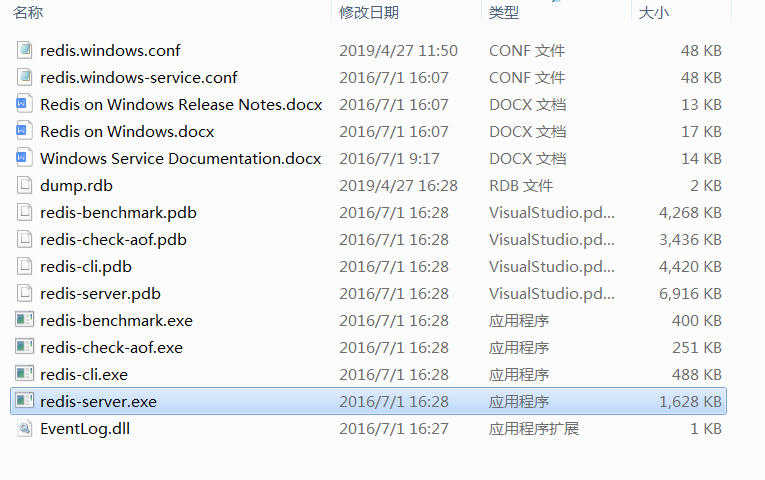 名称 修改日期 类型 大小
redis.windows.conf 2019/4/27 11:50 CONF 文件 48 KB
redis.windows-service.conf 2016/7/1 16:07 CONF 文件 48 KB
Redis on Windows Release Notes.docx 2016/7/1 16:07 DOCX 文档 13 KB
Redis on Windows.docx 2016/7/1 16:07 DOCX 文档 17 KB
Windows Service Documentation.docx 2016/7/1 9:17 DOCX 文档 14 KB
dump.rdb 2019/4/27 16:28 RDB 文件 2 KB
redis-benchmark.pdb 2016/7/1 16:28 VisualStudio.pd... 4,268 KB
redis-check-aof.pdb 2016/7/1 16:28 VisualStudio.pd... 3,436 KB
redis-cli.pdb 2016/7/1 16:28 VisualStudio.pd... 4,420 KB
redis-server.pdb 2016/7/1 16:28 VisualStudio.pd... 6,916 KB
redis-benchmark.exe 2016/7/1 16:28 应用程序 400 KB
redis-check-aof.exe 2016/7/1 16:28 应用程序 251 KB
redis-cli.exe 2016/7/1 16:28 应用程序 488 KB
redis-server.exe 2016/7/1 16:28 应用程序 1,628 KB
EventLog.dll 2016/7/1 16:27 应用程序扩展 1 KB